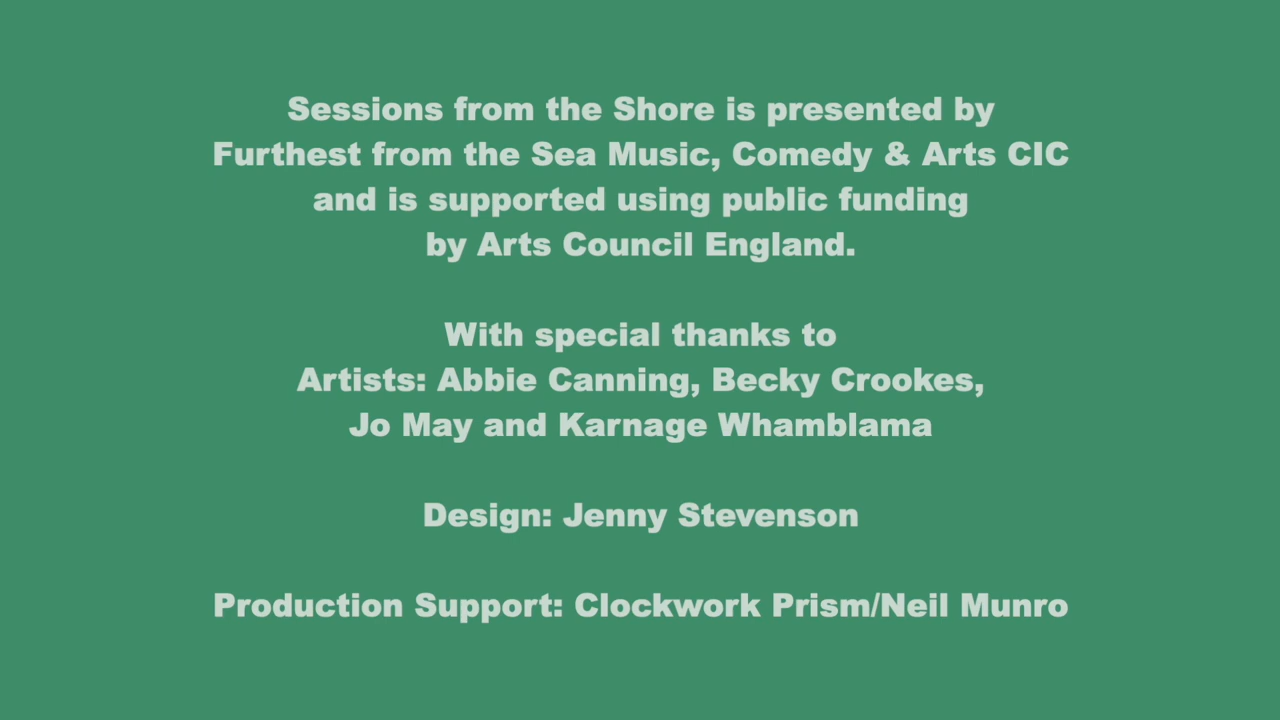 Sessions from the Shore is presented by
Furthest from the Sea Music, Comedy & Arts CIC
and is supported using public funding
by Arts Council England.
With special thanks to
Artists: Abbie Canning, Becky Crookes,
Jo May and Karnage Whamblama
Design: Jenny Stevenson
Production Support: Clockwork Prism/Neil Munro